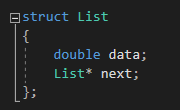 struct List
{
    double data;
    List* next;
};